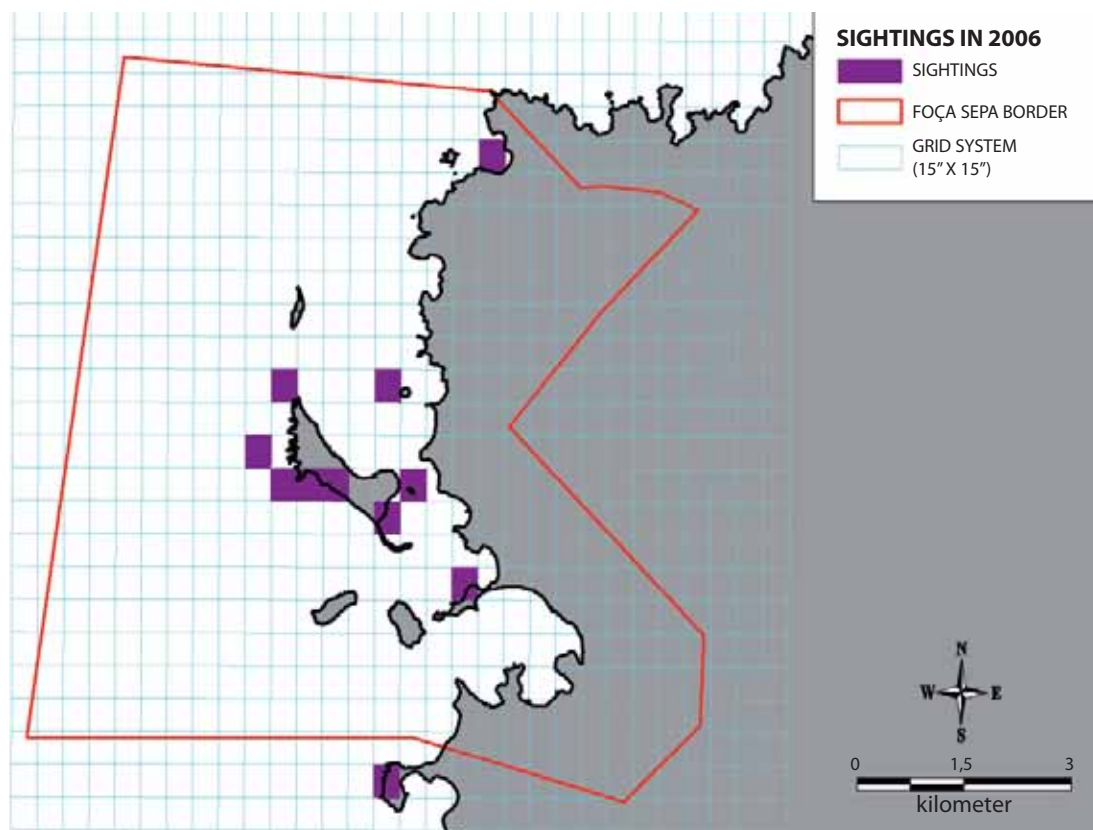 SIGHTINGS IN 2006
SIGHTINGS
FOÇA SEPA BORDER
GRID SYSTEM
(15" X 15")
N
W E
S
0 1,5 3
kilometer